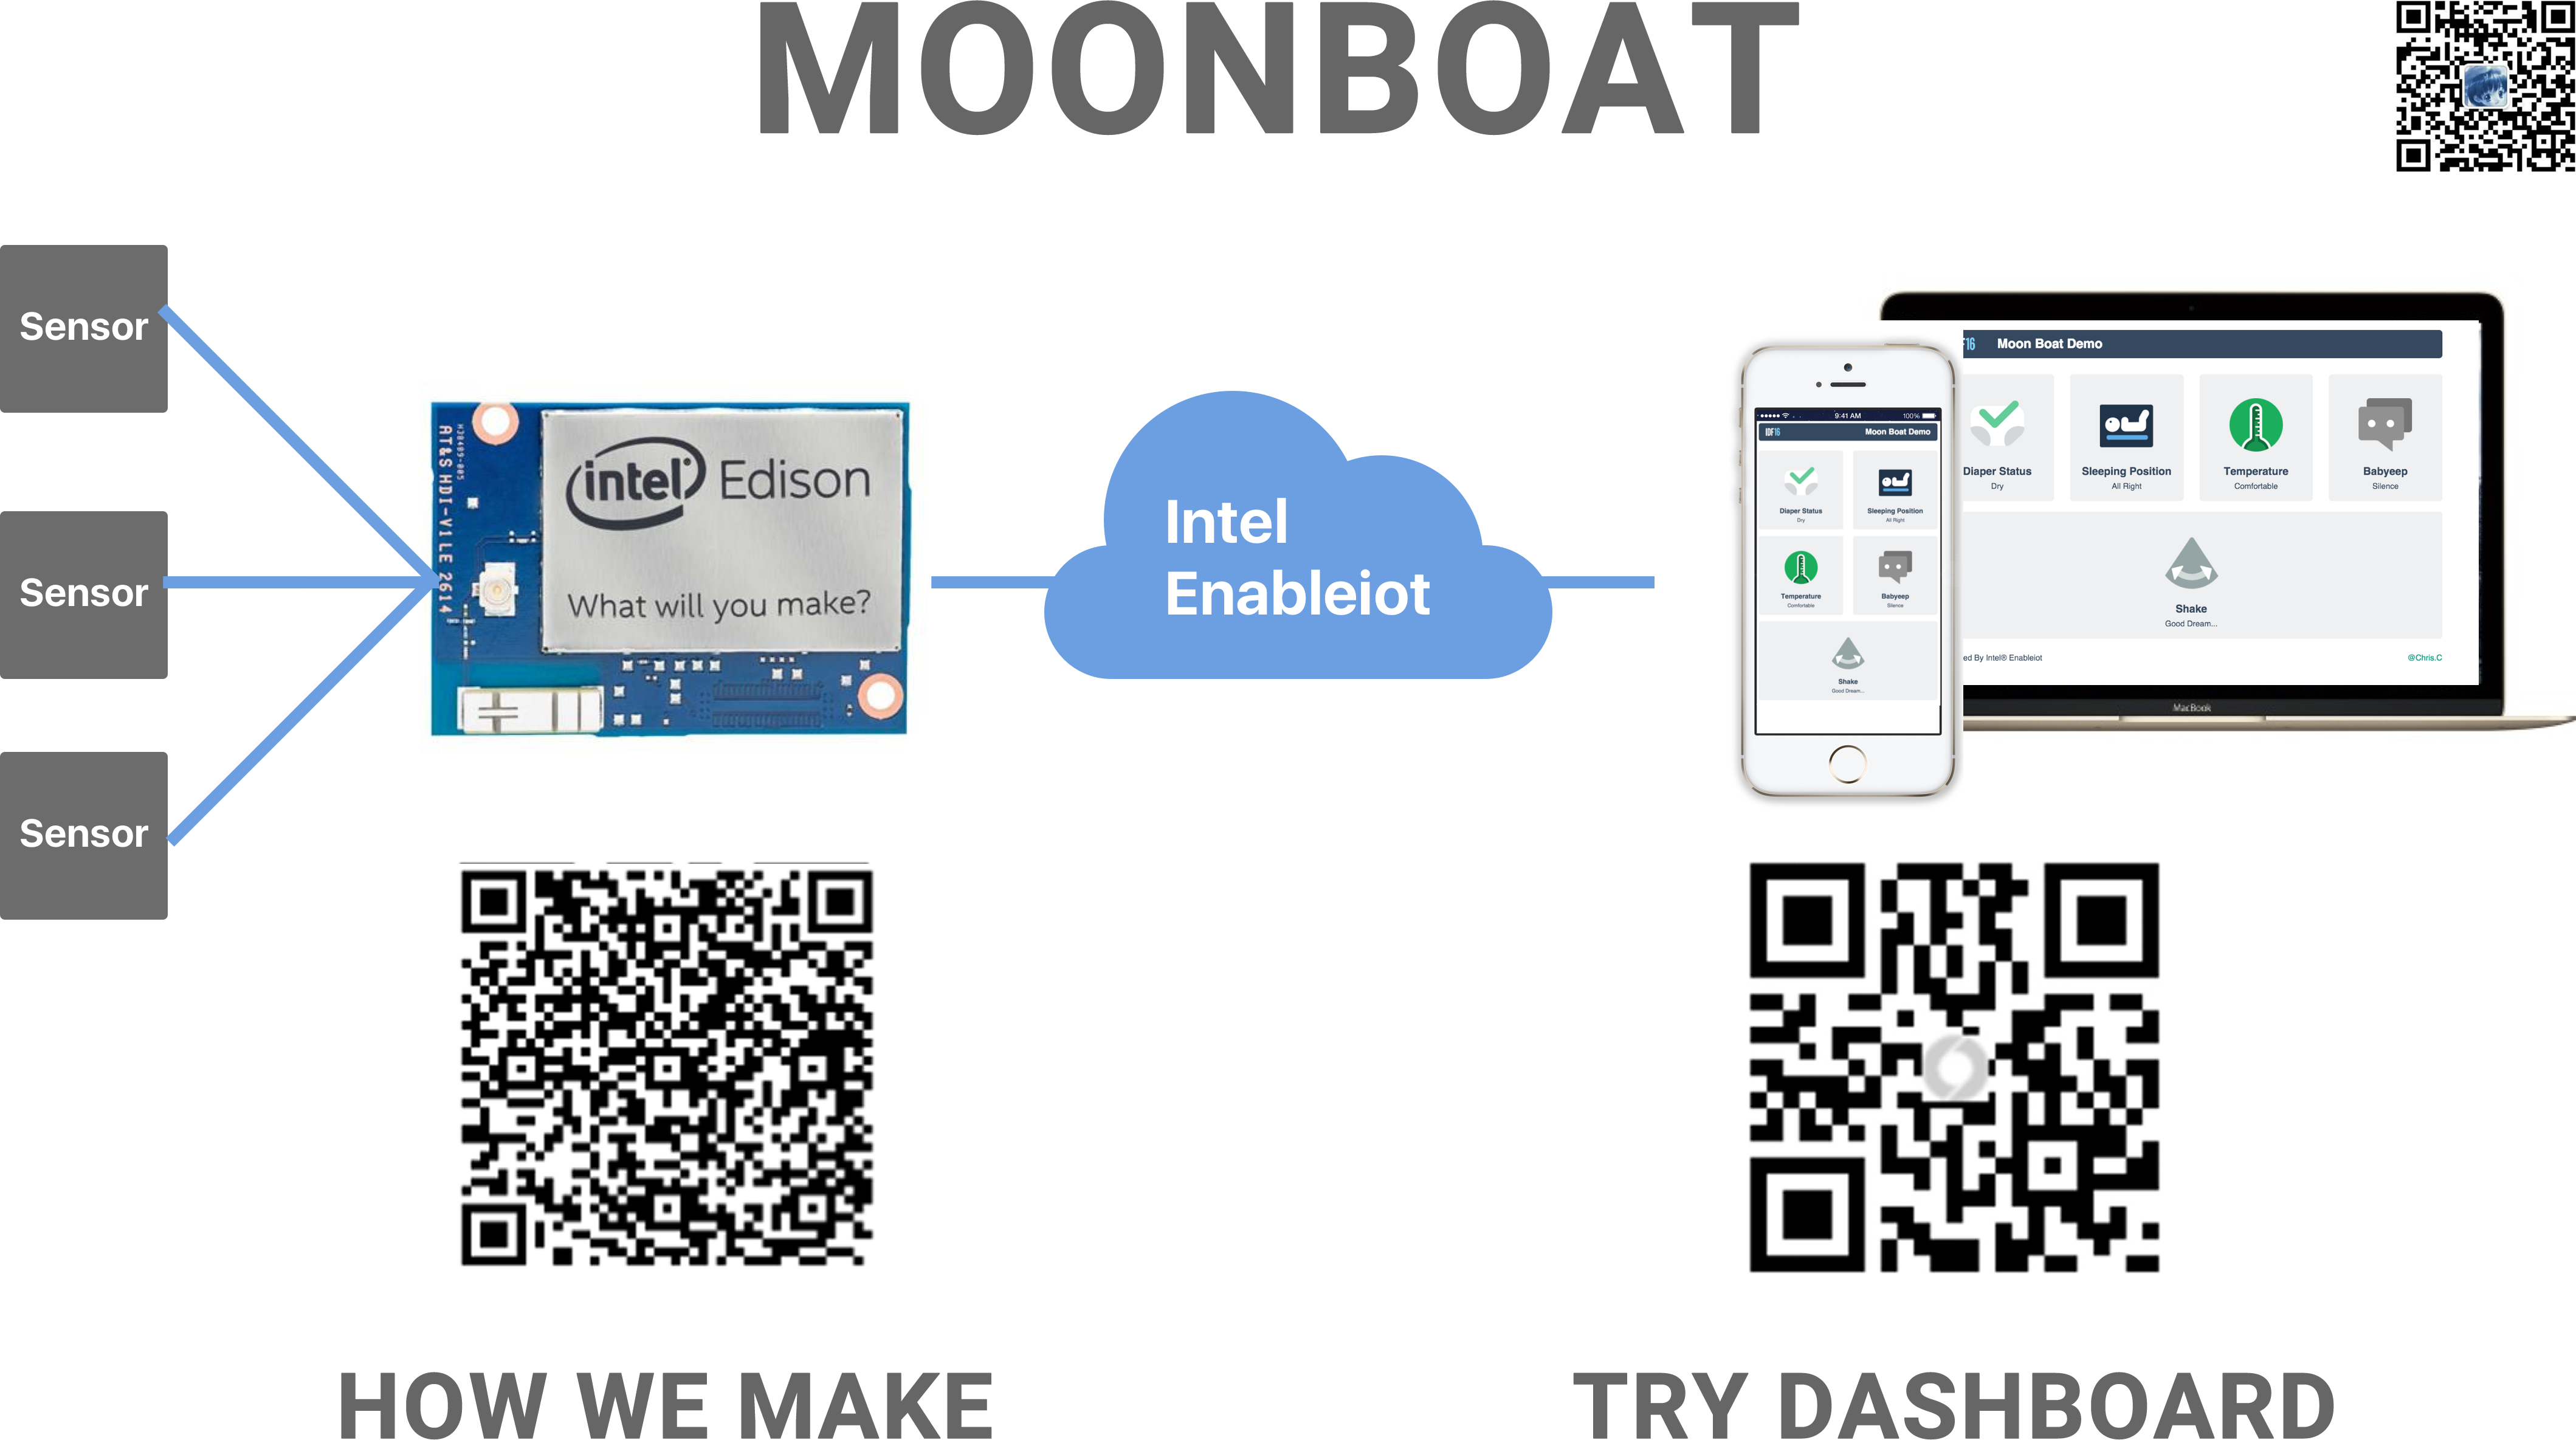 MOONBOAT
Sensor
Sensor
Sensor
AT&S HDI-V1 LE 2614
intel Edison
What will you make?
Intel
Enableiot
9:41 AM
100%
IDF16
Moon Boat Demo
Diaper Status
Dry
Sleeping Position
All Right
Temperature
Comfortable
Babyeep
Silence
Shake
Good Dream...
F16
Moon Boat Demo
Diaper Status
Dry
Sleeping Position
All Right
Temperature
Comfortable
Babyeep
Silence
Shake
Good Dream...
ed By Intel® Enableiot
@Chris.C
MacBook
HOW WE MAKE
TRY DASHBOARD